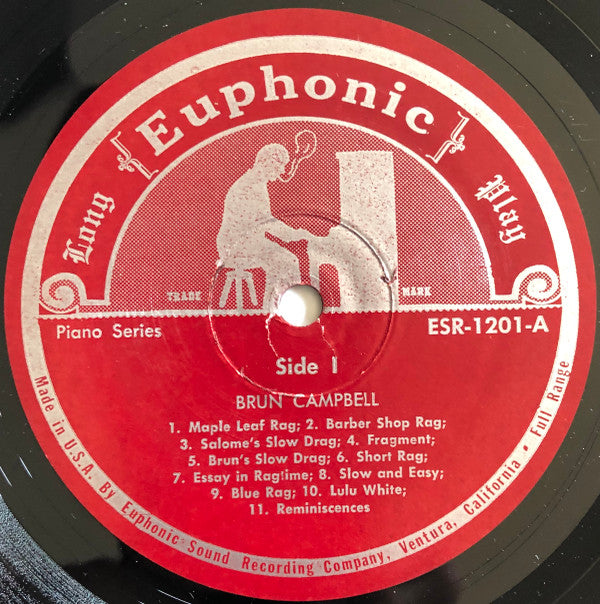 Euphonic
Long Play
TRADE MARK
Piano Series
ESR-1201-A
Side 1
BRUN CAMPBELL
1. Maple Leaf Rag; 2. Barber Shop Rag;
3. Salome's Slow Drag; 4. Fragment;
5. Brun's Slow Drag; 6. Short Rag;
7. Essay in Ragtime; 8. Slow and Easy;
9. Blue Rag; 10. Lulu White;
11. Reminiscences
Made in U.S.A. By Euphonic Sound Recording Company, Ventura, California • Full Range